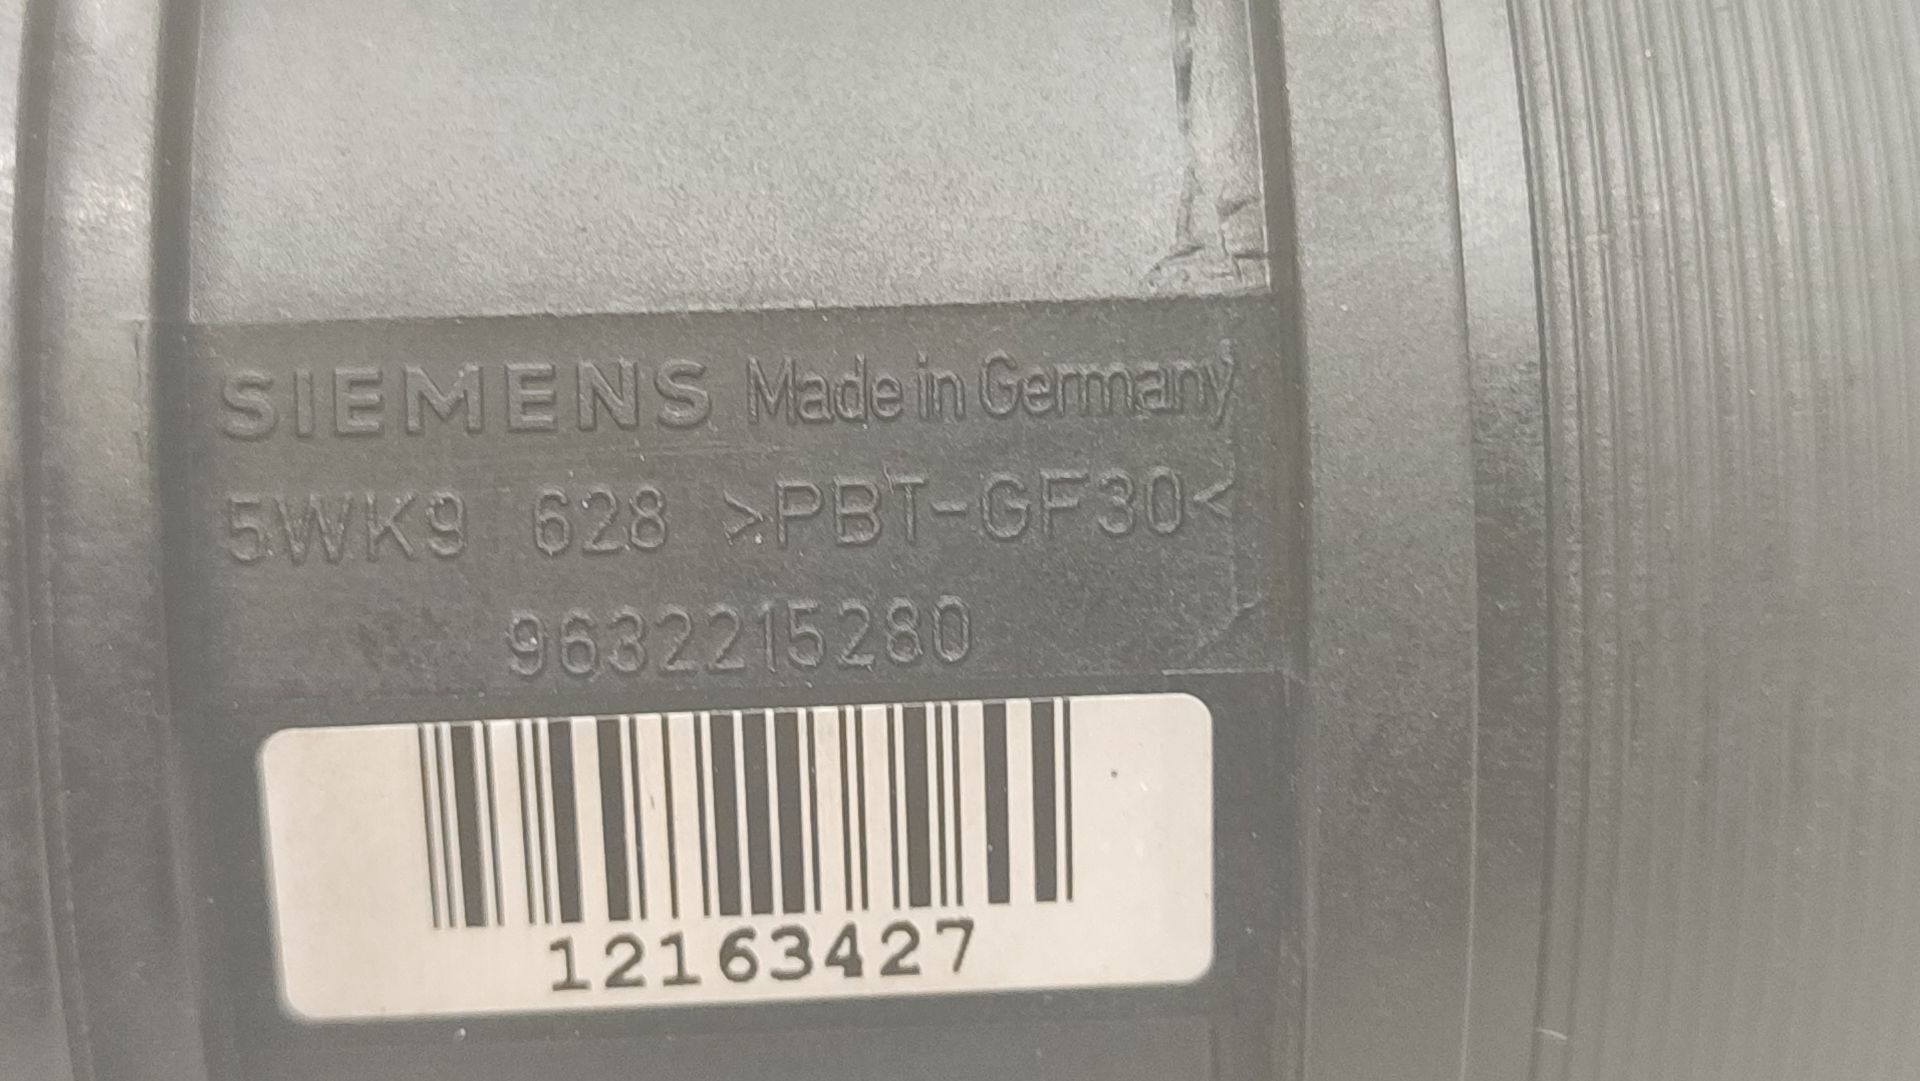 SIEMENS Made in Germany
5WK9 628 >PBT-GF30<
9632215280
12163427